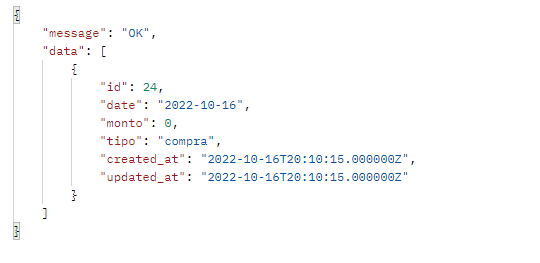 {
"message": "OK",
"data": [
{
"id": 24,
"date": "2022-10-16",
"monto": 0,
"tipo": "compra",
"created_at": "2022-10-16T20:10:15.000000Z",
"updated_at": "2022-10-16T20:10:15.000000Z"
}
]
}